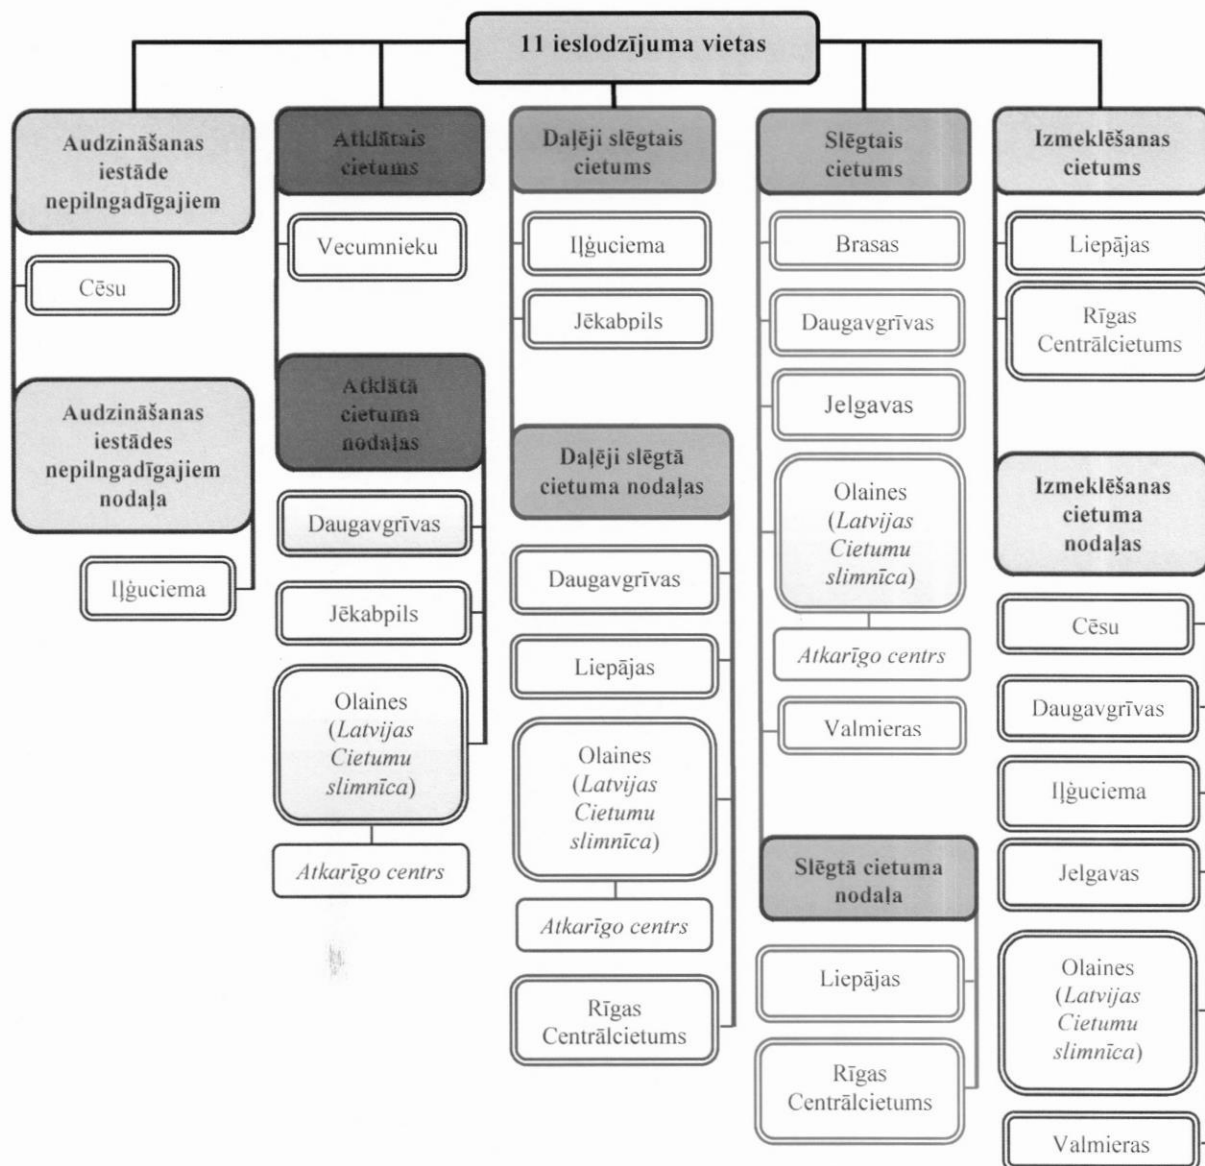 11 ieslodzījuma vietas
Audzināšanas
iestāde
nepilngadīgajiem
Cēsu
Audzināšanas
iestādes
nepilngadīgajiem
nodaļa
Iļģuciema
Atklātais
cietums
Vecumnieku
Atklātā
cietuma
nodaļas
Daugavgrīvas
Jēkabpils
Olaines
(Latvijas
Cietumu
slimnīca)
Atkarīgo centrs
Daļēji slēgtais
cietums
Iļģuciema
Jēkabpils
Daļēji slēgtā
cietuma nodaļas
Daugavgrīvas
Liepājas
Olaines
(Latvijas
Cietumu
slimnīca)
Atkarīgo centrs
Rīgas
Centrālcietums
Slēgtais
cietums
Brasas
Daugavgrīvas
Jelgavas
Olaines
(Latvijas
Cietumu
slimnīca)
Atkarīgo centrs
Valmieras
Slēgtā cietuma
nodaļa
Liepājas
Rīgas
Centrālcietums
Izmeklēšanas
cietums
Liepājas
Rīgas
Centrālcietums
Izmeklēšanas
cietuma
nodaļas
Cēsu
Daugavgrīvas
Iļģuciema
Jelgavas
Olaines
(Latvijas
Cietumu
slimnīca)
Valmieras